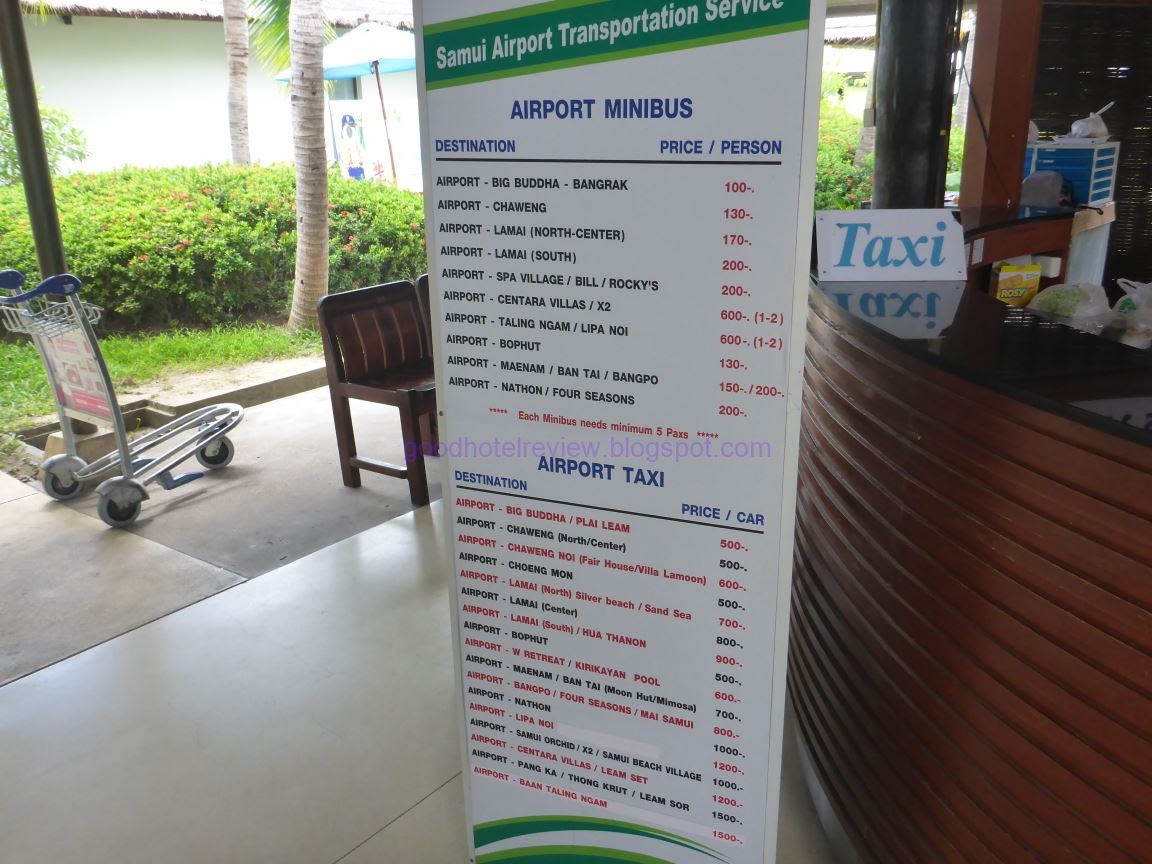 Samui Airport Transportation Service
AIRPORT MINIBUS
DESTINATION PRICE / PERSON
AIRPORT - BIG BUDDHA - BANGRAK 100-.
AIRPORT - CHAWENG 130-.
AIRPORT - LAMAI (NORTH-CENTER) 170-.
AIRPORT - LAMAI (SOUTH) 200-.
AIRPORT - SPA VILLAGE / BILL / ROCKY'S 200-.
AIRPORT - CENTARA VILLAS / X2 600-. (1-2)
AIRPORT - TALING NGAM / LIPA NOI 600-. (1-2)
AIRPORT - BOPHUT 130-.
AIRPORT - MAENAM / BAN TAI / BANGPO 150-. / 200-.
AIRPORT - NATHON / FOUR SEASONS 200-.
***** Each Minibus needs minimum 5 Paxs *****
goodhotelreview.blogspot.com
AIRPORT TAXI
DESTINATION PRICE / CAR
AIRPORT - BIG BUDDHA / PLAI LEAM 500-.
AIRPORT - CHAWENG (North/Center) 500-.
AIRPORT - CHAWENG NOI (Fair House/Villa Lamoon) 600-.
AIRPORT - CHOENG MON 500-.
AIRPORT - LAMAI (North) Silver beach / Sand Sea 700-.
AIRPORT - LAMAI (Center) 800-.
AIRPORT - LAMAI (South) / HUA THANON 900-.
AIRPORT - BOPHUT 500-.
AIRPORT - W RETREAT / KIRIKAYAN POOL 600.-
AIRPORT - MAENAM / BAN TAI (Moon Hut/Mimosa) 700-.
AIRPORT - BANGPO / FOUR SEASONS / MAI SAMUI 800.-
AIRPORT - NATHON 1000-.
AIRPORT - LIPA NOI 1200-.
AIRPORT - SAMUI ORCHID / X2 / SAMUI BEACH VILLAGE 1000.-
AIRPORT - CENTARA VILLAS / LEAM SET 1200.-
AIRPORT - PANG KA / THONG KRUT / LEAM SOR 1500-.
AIRPORT - BAAN TALING NGAM 1500-.
Taxi
ROSY